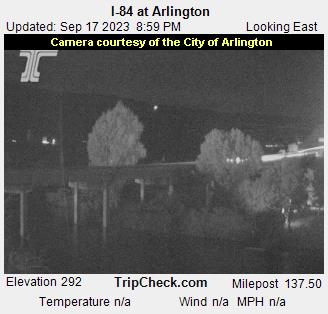 I-84 at Arlington
Updated: Sep 17 2023 8:59 PM Looking East
Camera courtesy of the City of Arlington
Elevation 292 TripCheck.com Milepost 137.50
Temperature n/a Wind n/a MPH n/a